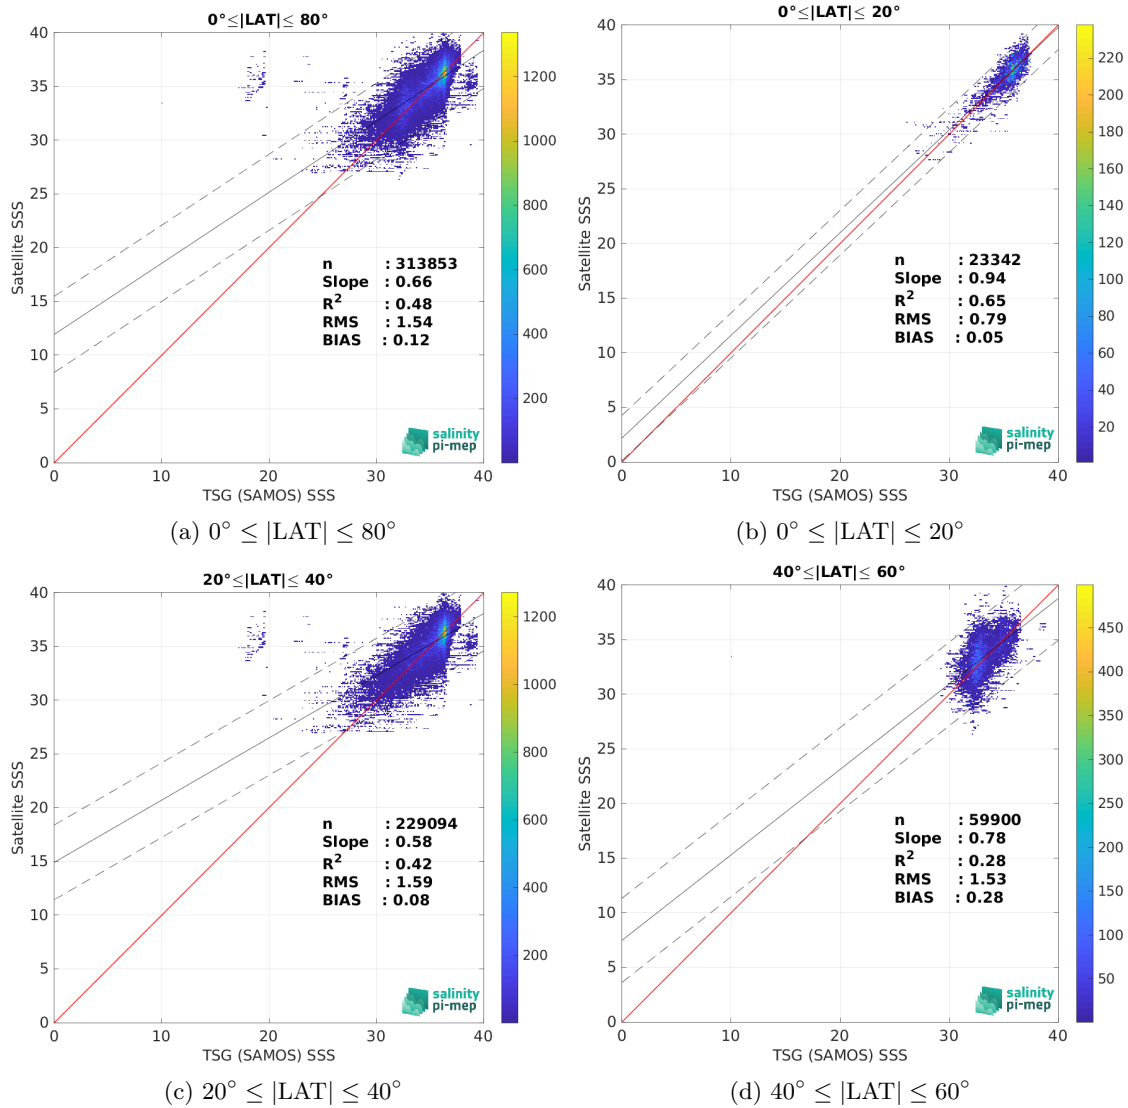 0°≤|LAT|≤ 80°
40
35
30
25
20
15
10
5
0
0
10
20
30
40
Satellite SSS
TSG (SAMOS) SSS
n : 313853
Slope : 0.66
R² : 0.48
RMS : 1.54
BIAS : 0.12
salinity
pi-mep
1200
1000
800
600
400
200
(a) 0° ≤ |LAT| ≤ 80°
0°≤|LAT|≤ 20°
40
35
30
25
20
15
10
5
0
0
10
20
30
40
Satellite SSS
TSG (SAMOS) SSS
n : 23342
Slope : 0.94
R² : 0.65
RMS : 0.79
BIAS : 0.05
salinity
pi-mep
220
200
180
160
140
120
100
80
60
40
20
(b) 0° ≤ |LAT| ≤ 20°
20°≤|LAT|≤ 40°
40
35
30
25
20
15
10
5
0
0
10
20
30
40
Satellite SSS
TSG (SAMOS) SSS
n : 229094
Slope : 0.58
R² : 0.42
RMS : 1.59
BIAS : 0.08
salinity
pi-mep
1200
1000
800
600
400
200
(c) 20° ≤ |LAT| ≤ 40°
40°≤|LAT|≤ 60°
40
35
30
25
20
15
10
5
0
0
10
20
30
40
Satellite SSS
TSG (SAMOS) SSS
n : 59900
Slope : 0.78
R² : 0.28
RMS : 1.53
BIAS : 0.28
salinity
pi-mep
450
400
350
300
250
200
150
100
50
(d) 40° ≤ |LAT| ≤ 60°